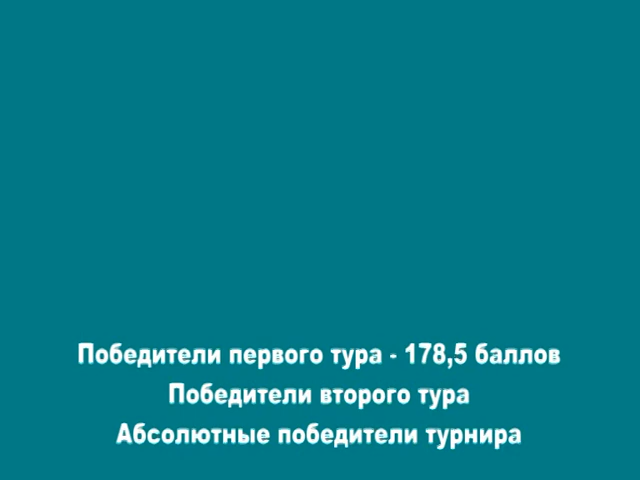 Победители первого тура - 178,5 баллов
Победители второго тура
Абсолютные победители турнира